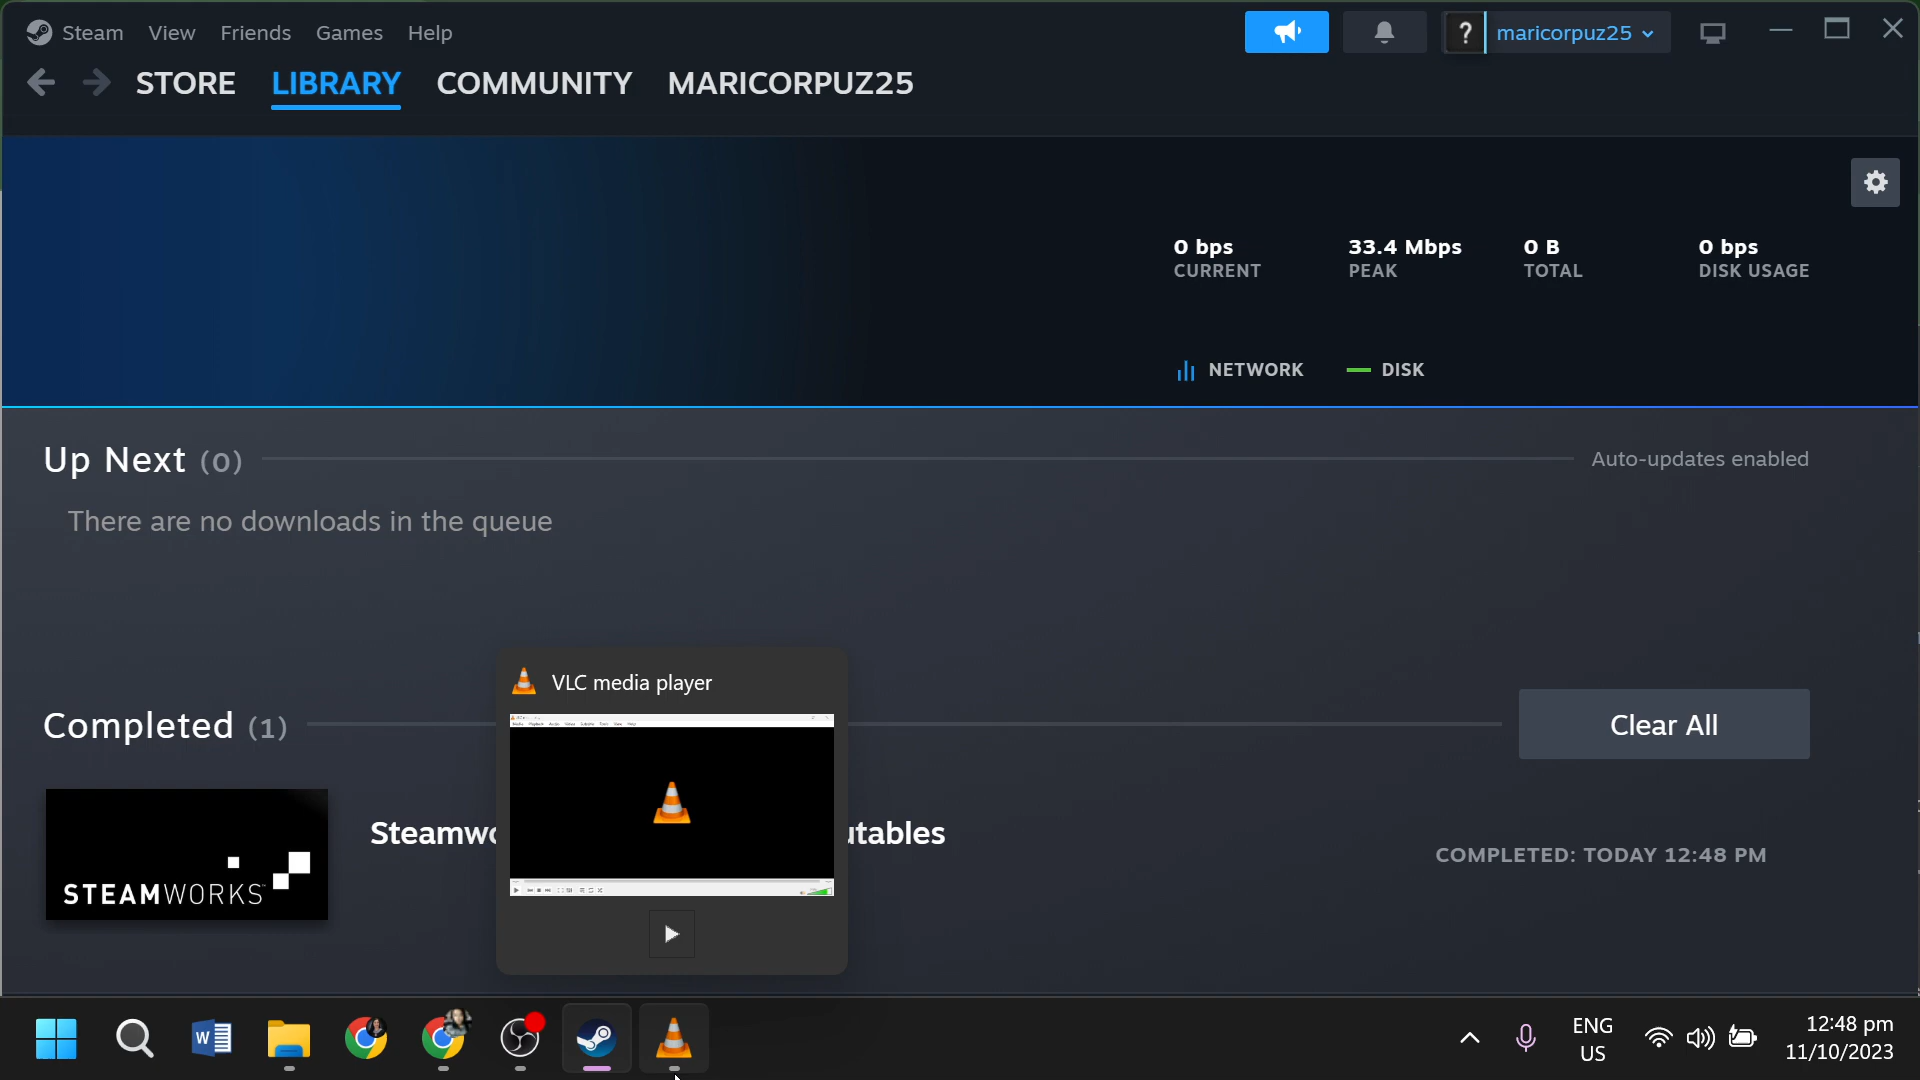 Steam View Friends Games Help
? maricorpuz25
STORE LIBRARY COMMUNITY MARICORPUZ25
0 bps 33.4 Mbps 0 B 0 bps
CURRENT PEAK TOTAL DISK USAGE
NETWORK DISK
Up Next (0) Auto-updates enabled
There are no downloads in the queue
VLC media player
Completed (1) Clear All
STEAMWORKS
COMPLETED: TODAY 12:48 PM
W
ENG
US
12:48 pm
11/10/2023